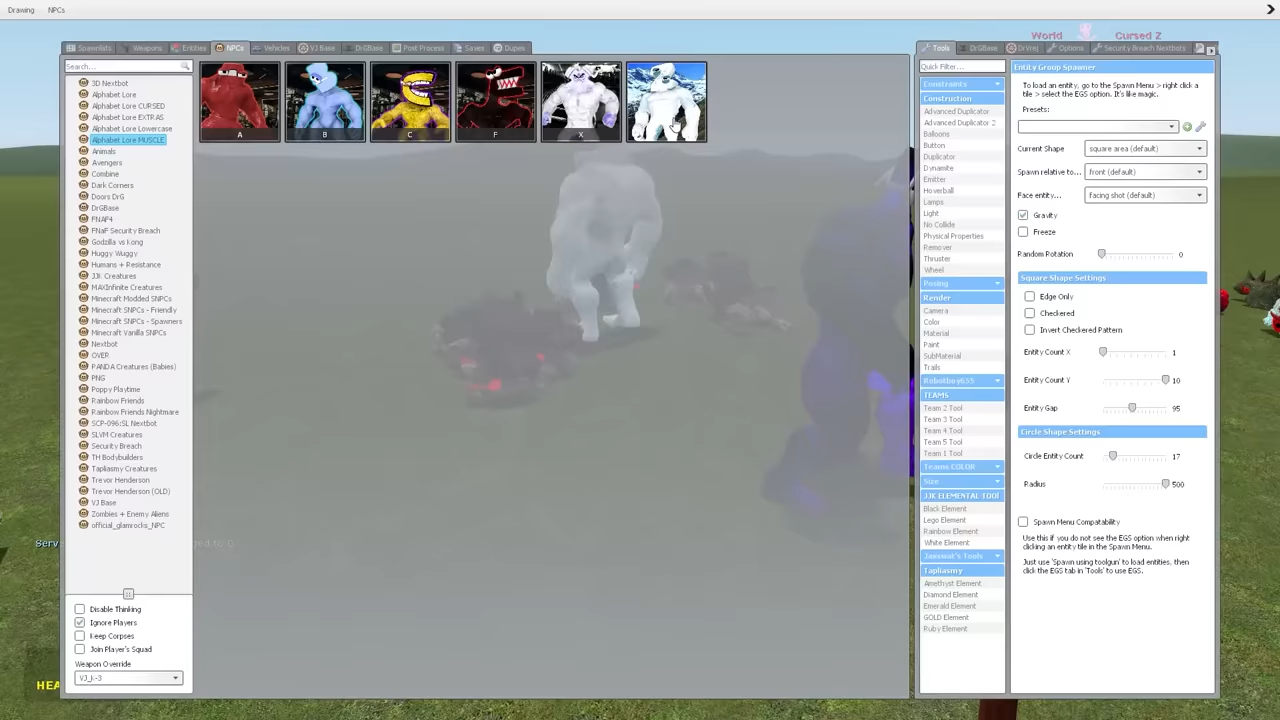 Drawing NPCs
World Cursed Z
Spawnlists Weapons Entities NPCs Vehicles VJ Base DrGBase Post Process Saves Dupes
Search...
3D Nextbot
Alphabet Lore
Alphabet Lore CURSED
Alphabet Lore EXTRAS
Alphabet Lore Lowercase
Alphabet Lore MUSCLE
Animals
Avengers
Combine
Dark Corners
Doors DrG
DrGBase
FNAF4
FNaF Security Breach
Godzilla vs Kong
Huggy Wuggy
Humans + Resistance
JJK Creatures
MAXInfinite Creatures
Minecraft Modded SNPCs
Minecraft SNPCs - Friendly
Minecraft SNPCs - Spawners
Minecraft Vanilla SNPCs
Nextbot
OVER
PANDA Creatures (Babies)
PNG
Poppy Playtime
Rainbow Friends
Rainbow Friends Nightmare
SCP-096:SL Nextbot
SLVM Creatures
Security Breach
TH Bodybuilders
Tapliasmy Creatures
Trevor Henderson
Trevor Henderson (OLD)
VJ Base
Zombies + Enemy Aliens
official_glamrocks_NPC
Disable Thinking
Ignore Players
Keep Corpses
Join Player's Squad
Weapon Override
A B C F X
Tools DrGBase DrVrej Options Security Breach Nextbots
Quick Filter...
Constraints
Construction
Advanced Duplicator
Advanced Duplicator 2
Balloons
Button
Duplicator
Dynamite
Emitter
Hoverball
Lamps
Light
No Collide
Physical Properties
Remover
Thruster
Wheel
Posing
Render
Camera
Color
Material
Paint
SubMaterial
Trails
Robotboy655
TEAMS
Team 2 Tool
Team 3 Tool
Team 4 Tool
Team 5 Tool
Team 1 Tool
Teams COLOR
Size
JJK ELEMENTAL TOOl
Black Element
Lego Element
Rainbow Element
White Element
Tapliasmy
Amethyst Element
Diamond Element
Emerald Element
GOLD Element
Ruby Element
Entity Group Spawner
To load an entity, go to the Spawn Menu > right click a
tile > select the EGS option. It's like magic.
Presets:
Current Shape square area (default)
Spawn relative to... front (default)
Face entity... facing shot (default)
Gravity
Freeze
Random Rotation 0
Square Shape Settings
Edge Only
Checkered
Invert Checkered Pattern
Entity Count X 1
Entity Count Y 10
Entity Gap 95
Circle Shape Settings
Circle Entity Count 17
Radius 500
Spawn Menu Compatability
Use this if you do not see the EGS option when right
clicking an entity tile in the Spawn Menu.
Just use 'Spawn using toolgun' to load entities, then
click the EGS tab in 'Tools' to use EGS.